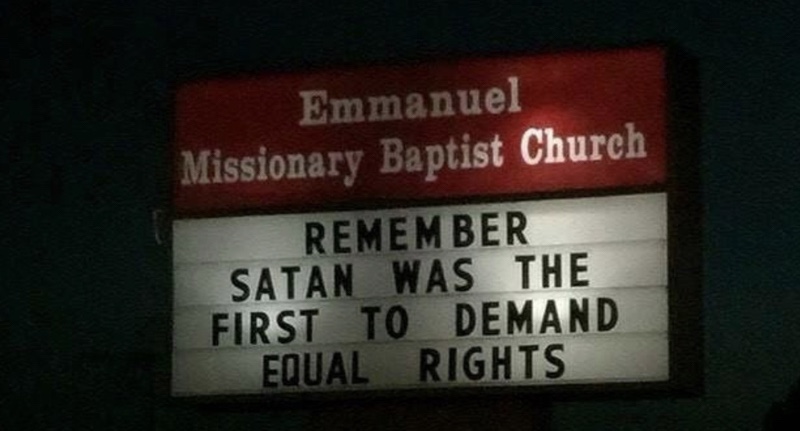 Emmanuel
Missionary Baptist Church
REMEMBER
SATAN WAS THE
FIRST TO DEMAND
EQUAL RIGHTS